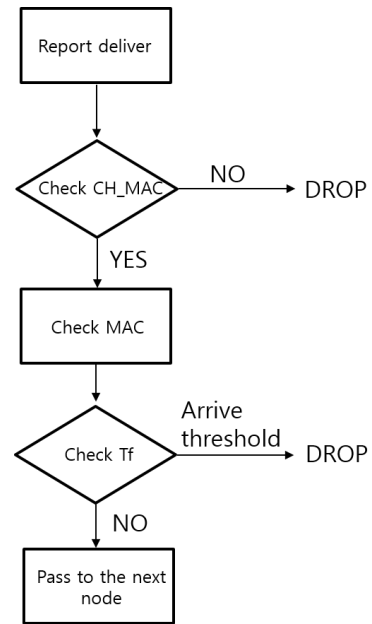 Report deliver
Check CH_MAC
NO
DROP
YES
Check MAC
Arrive
threshold
Check Tf
DROP
NO
Pass to the next
node